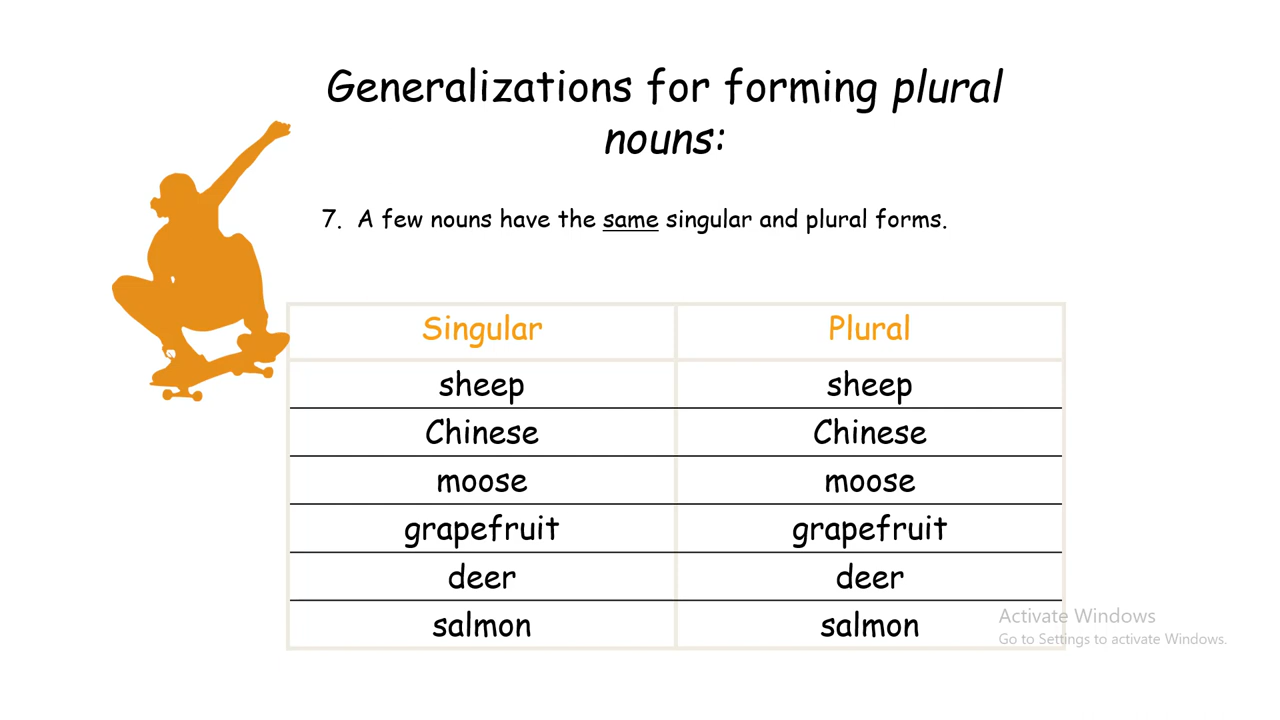 Generalizations for forming plural
nouns:
7. A few nouns have the same singular and plural forms.
Singular Plural
sheep sheep
Chinese Chinese
moose moose
grapefruit grapefruit
deer deer
salmon salmon
Activate Windows
Go to Settings to activate Windows.